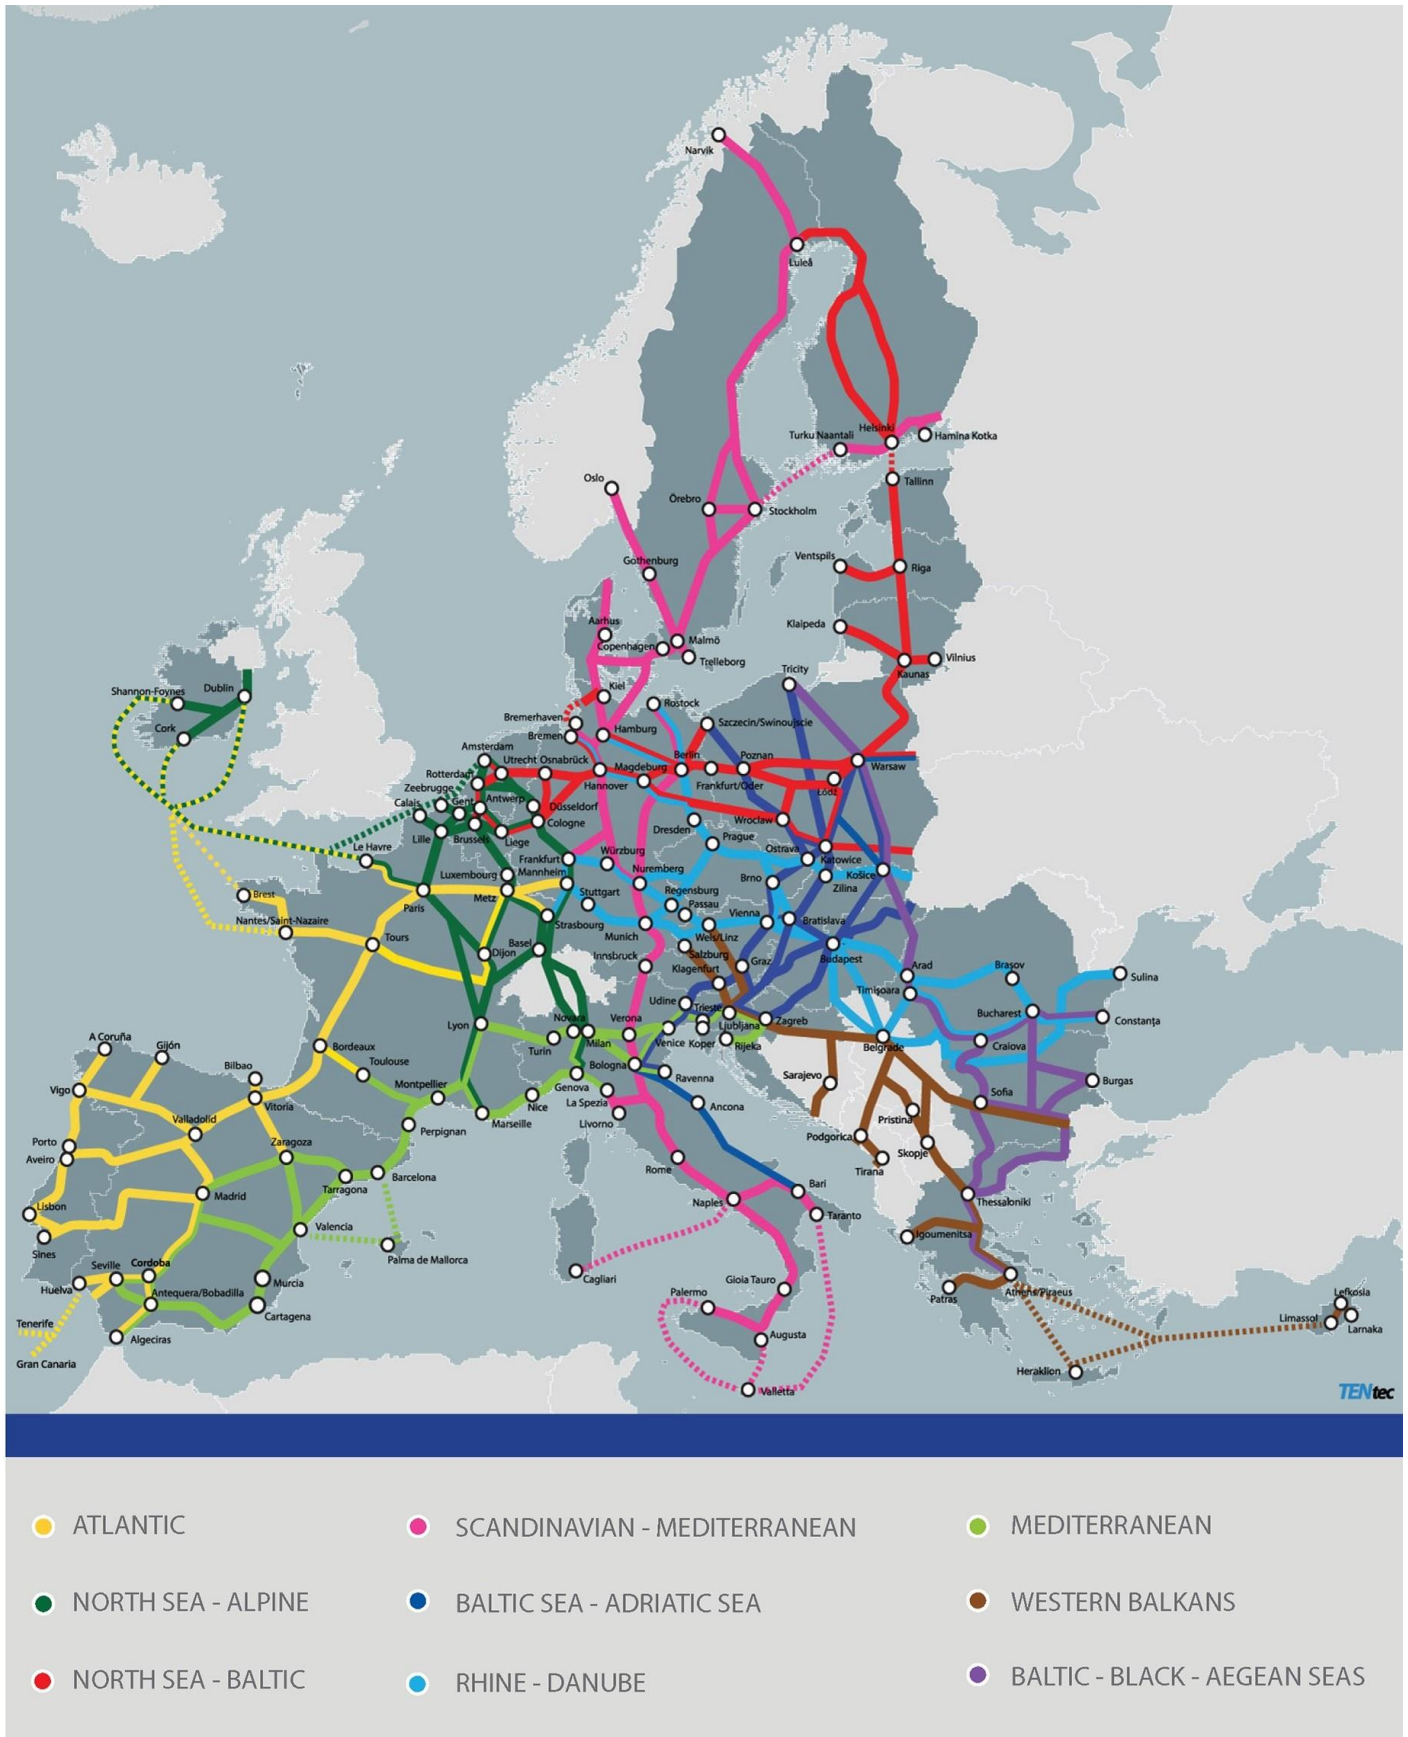 Narvik
Luleå
Helsinki
Turku Naantali
Hamina Kotka
Tallinn
Oslo
Örebro
Stockholm
Ventspils
Riga
Gothenburg
Aarhus
Klaipeda
Copenhagen
Malmö
Trelleborg
Vilnius
Kaunas
Tricity
Shannon-Foynes
Dublin
Kiel
Rostock
Cork
Bremerhaven
Szczecin/Swinoujscie
Bremen
Hamburg
Amsterdam
Utrecht
Osnabrück
Magdeburg
Berlin
Poznan
Warsaw
Rotterdam
Hannover
Frankfurt/Oder
Łódź
Zeebrugge
Calais
Gent
Antwerp
Düsseldorf
Cologne
Dresden
Wroclaw
Lille
Brussels
Liege
Prague
Le Havre
Frankfurt
Würzburg
Ostrava
Katowice
Luxembourg
Mannheim
Nuremberg
Brno
Zilina
Košice
Brest
Paris
Metz
Stuttgart
Regensburg
Passau
Nantes/Saint-Nazaire
Strasbourg
Munich
Vienna
Bratislava
Tours
Dijon
Basel
Wels/Linz
Salzburg
Innsbruck
Klagenfurt
Graz
Budapest
Arad
Braşov
Sulina
Timişoara
Udine
Trieste
Lyon
Novara
Verona
Ljubljana
Zagreb
Bucharest
Constanţa
Turin
Milan
Venice
Koper
Rijeka
Belgrade
Craiova
A Coruña
Gijón
Bordeaux
Toulouse
Bologna
Bilbao
Genova
Ravenna
Sarajevo
Burgas
Vigo
Vitoria
Montpellier
Nice
La Spezia
Ancona
Sofia
Valladolid
Perpignan
Marseille
Livorno
Pristina
Porto
Aveiro
Zaragoza
Podgorica
Skopje
Tirana
Rome
Barcelona
Tarragona
Madrid
Bari
Naples
Thessaloniki
Lisbon
Taranto
Valencia
Sines
Igoumenitsa
Palma de Mallorca
Seville
Cordoba
Cagliari
Huelva
Murcia
Antequera/Bobadilla
Gioia Tauro
Palermo
Patras
Athens/Piraeus
Lefkosia
Cartagena
Limassol
Larnaka
Tenerife
Algeciras
Augusta
Gran Canaria
Heraklion
Valletta
TENtec
ATLANTIC
SCANDINAVIAN - MEDITERRANEAN
MEDITERRANEAN
NORTH SEA - ALPINE
BALTIC SEA - ADRIATIC SEA
WESTERN BALKANS
NORTH SEA - BALTIC
RHINE - DANUBE
BALTIC - BLACK - AEGEAN SEAS